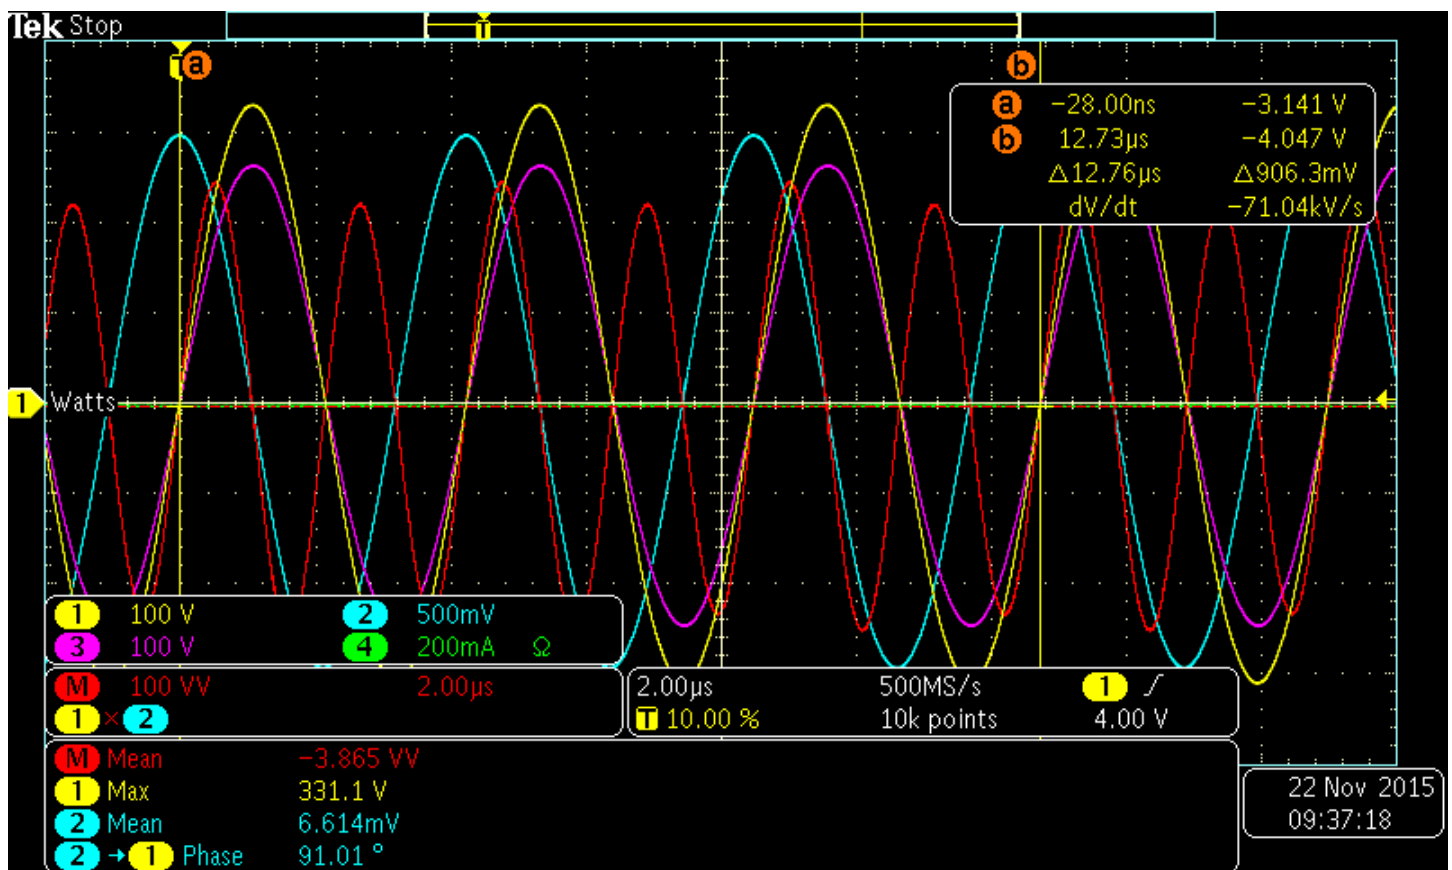 Tek Stop
T
a b
a −28.00ns −3.141 V
b 12.73µs −4.047 V
△12.76µs △906.3mV
dV/dt −71.04kV/s
1 Watts
1 100 V 2 500mV
3 100 V 4 200mA Ω
M 100 VV 2.00µs
1 × 2
2.00µs 500MS/s 1 ∫
T 10.00 % 10k points 4.00 V
M Mean −3.865 VV
1 Max 331.1 V
2 Mean 6.614mV
2 → 1 Phase 91.01 °
22 Nov 2015
09:37:18